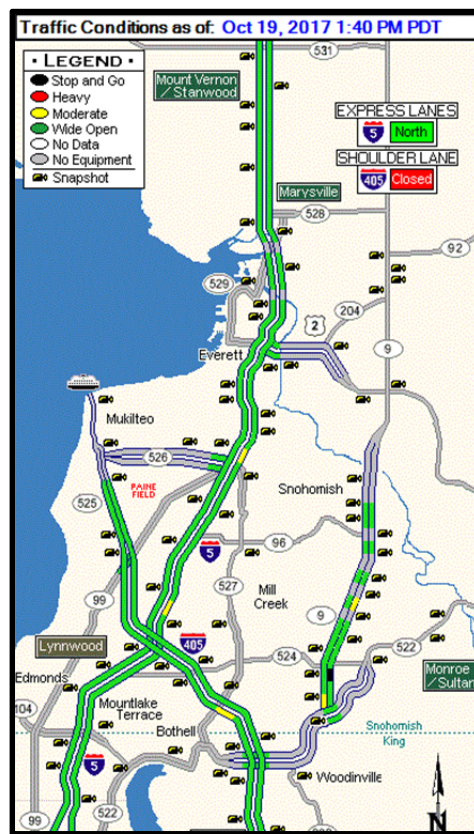 Traffic Conditions as of: Oct 19, 2017 1:40 PM PDT
• LEGEND •
Stop and Go
Heavy
Moderate
Wide Open
No Data
No Equipment
Snapshot
531
Mount Vernon
/Stanwood
EXPRESS LANES
5 North
SHOULDER LANE
405 Closed
Marysville
528
92
529
204
2
9
Everett
Mukilteo
526
PAINE
FIELD
525
Snohomish
5
96
527
Mill
Creek
99
9
405
522
Lynnwood
524
Monroe
/Sultan
Edmonds
Mountlake
Terrace
104
Bothell
Snohomish
King
5
Woodinville
522
99
N